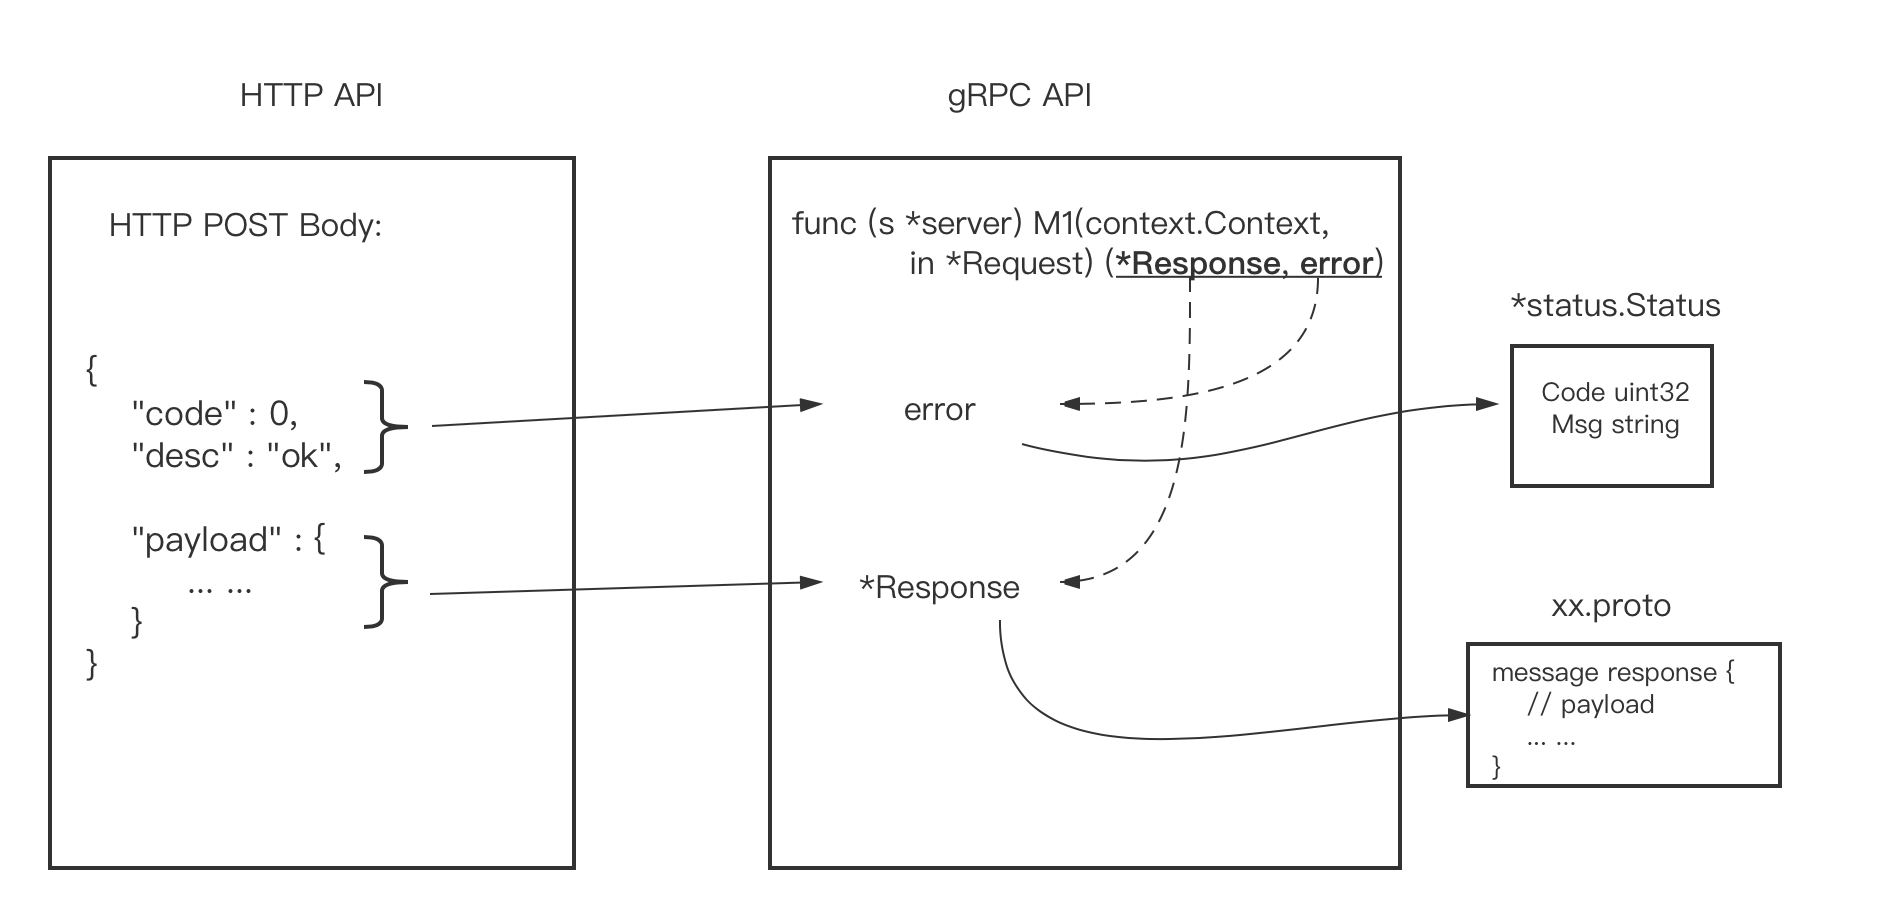 HTTP API
HTTP POST Body:
{
"code" : 0,
"desc" : "ok",
"payload" : {
... ...
}
}
gRPC API
func (s *server) M1(context.Context,
in *Request) (*Response, error)
error
*Response
*status.Status
Code uint32
Msg string
xx.proto
message response {
// payload
... ...
}